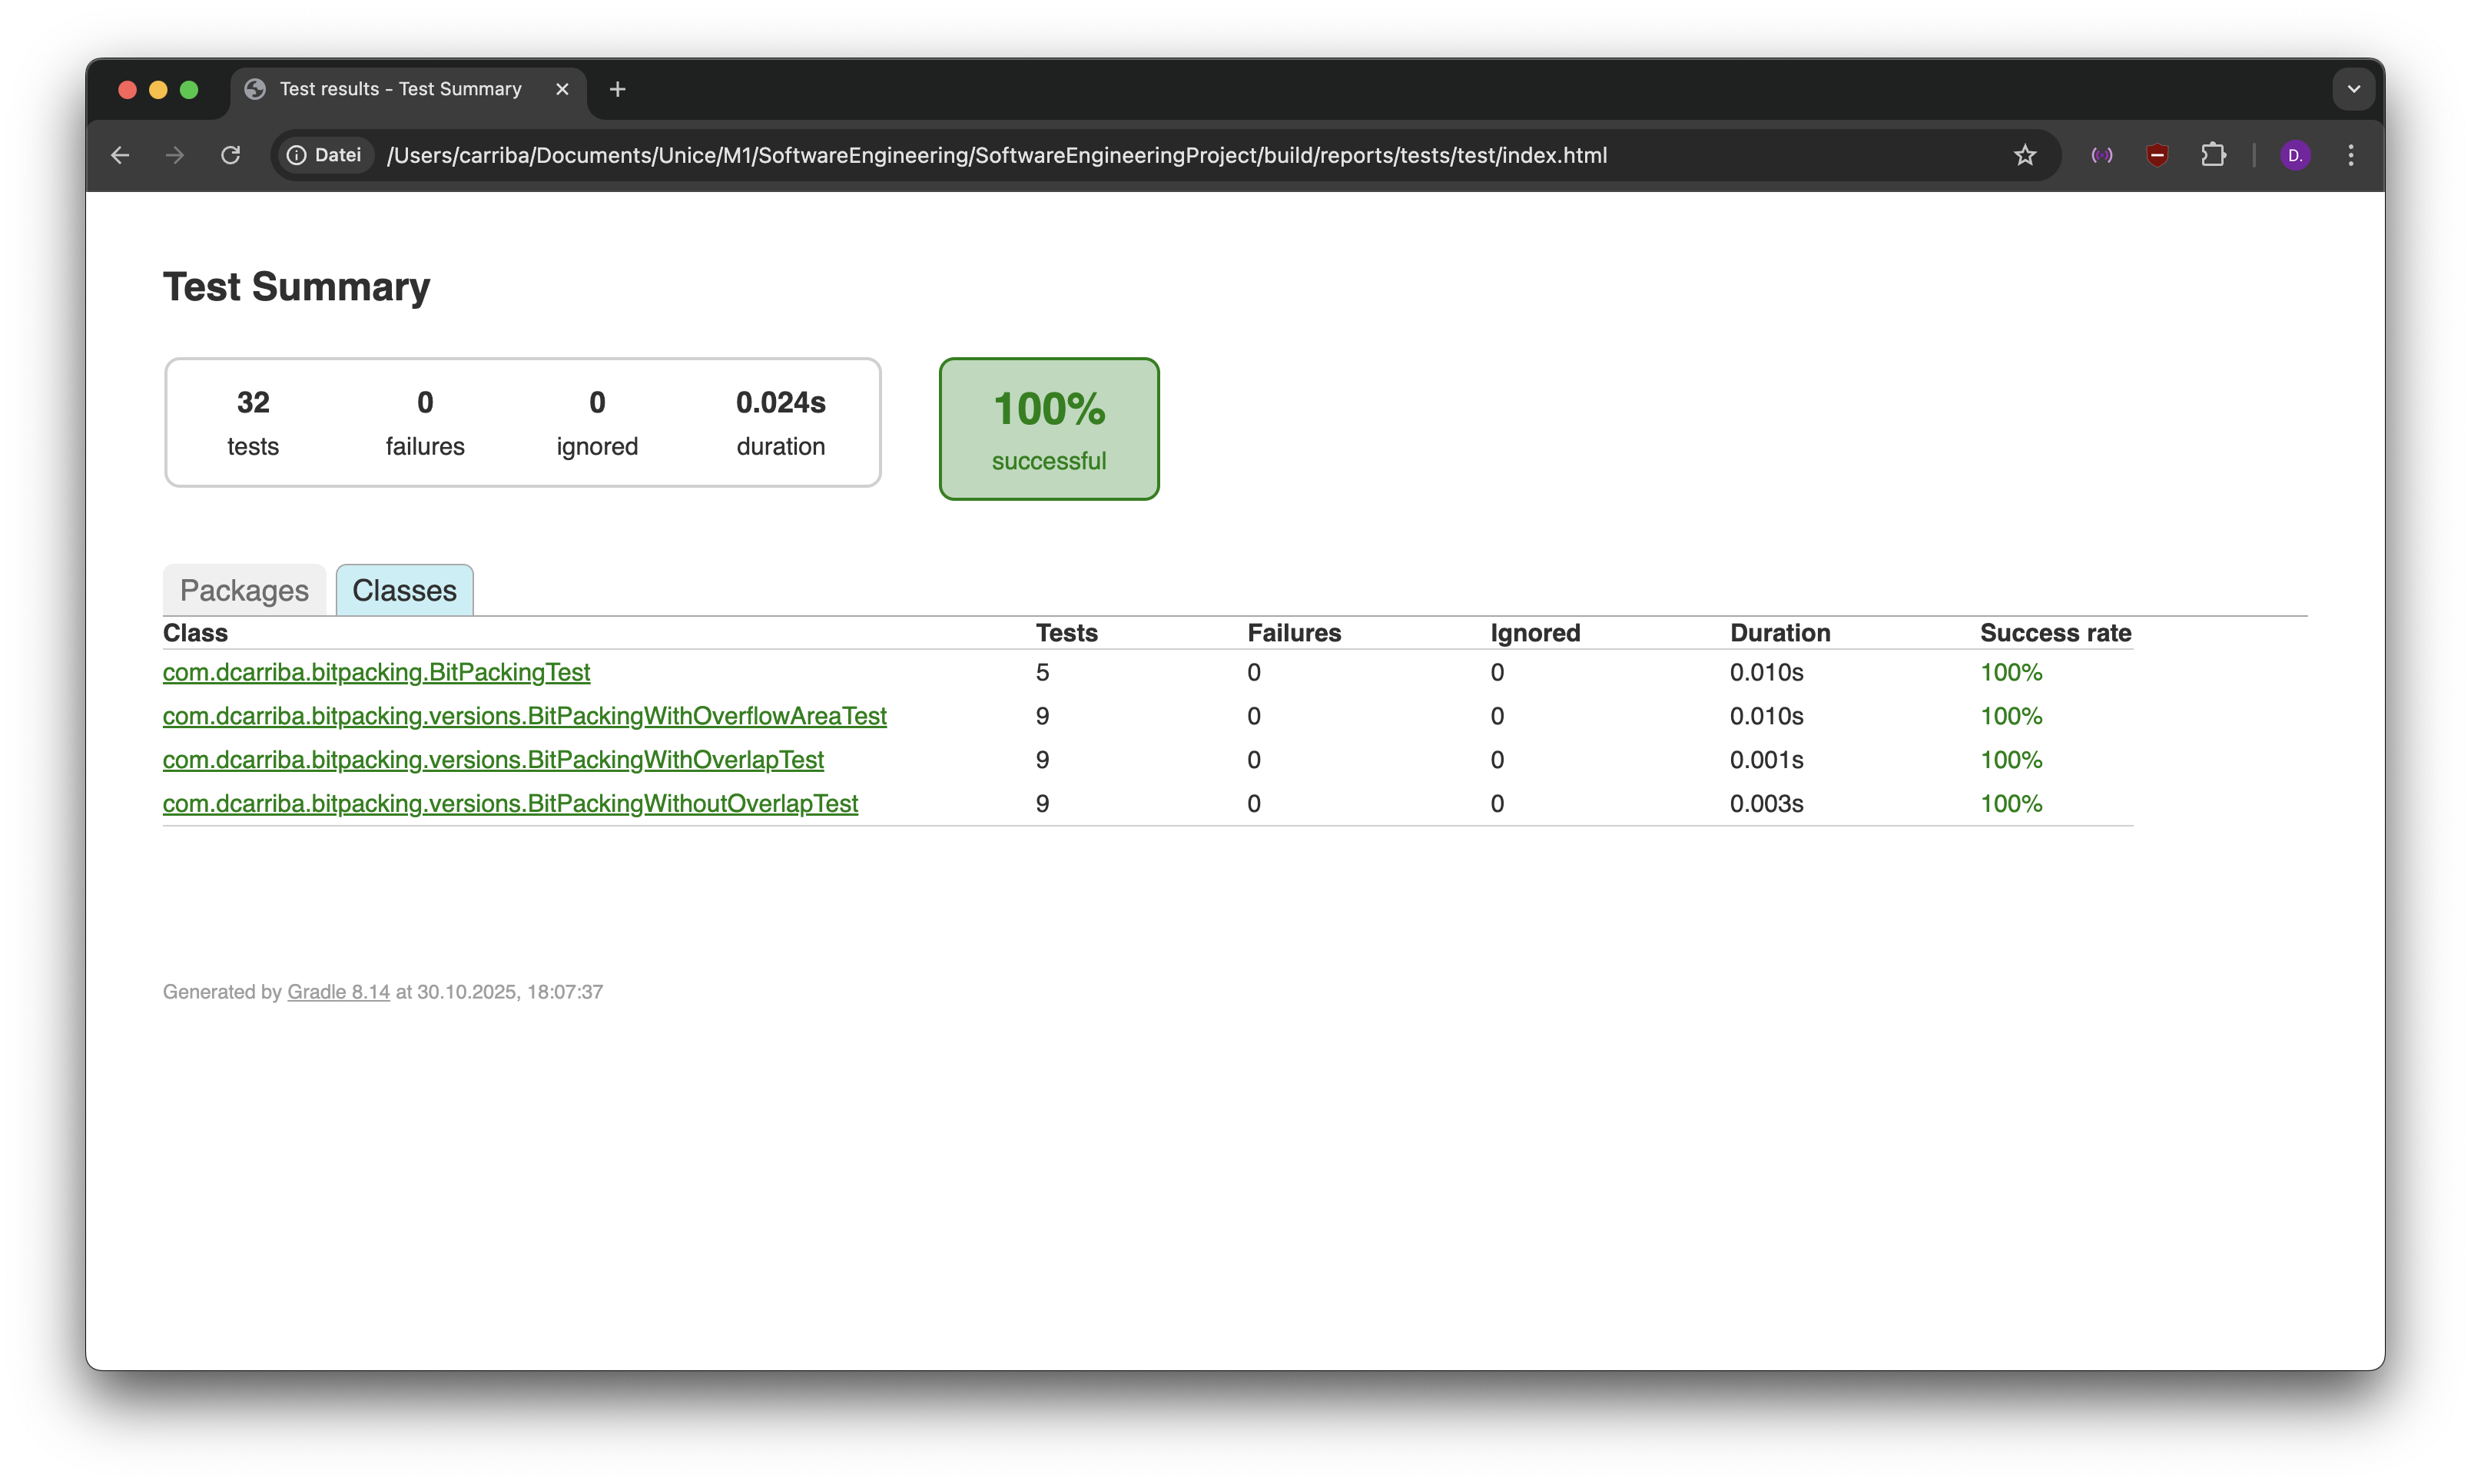 Test results - Test Summary
Datei /Users/carriba/Documents/Unice/M1/SoftwareEngineering/SoftwareEngineeringProject/build/reports/tests/test/index.html D.
Test Summary
32 0 0 0.024s
tests failures ignored duration
100%
successful
Packages Classes
Class Tests Failures Ignored Duration Success rate
com.dcarriba.bitpacking.BitPackingTest 5 0 0 0.010s 100%
com.dcarriba.bitpacking.versions.BitPackingWithOverflowAreaTest 9 0 0 0.010s 100%
com.dcarriba.bitpacking.versions.BitPackingWithOverlapTest 9 0 0 0.001s 100%
com.dcarriba.bitpacking.versions.BitPackingWithoutOverlapTest 9 0 0 0.003s 100%
Generated by Gradle 8.14 at 30.10.2025, 18:07:37